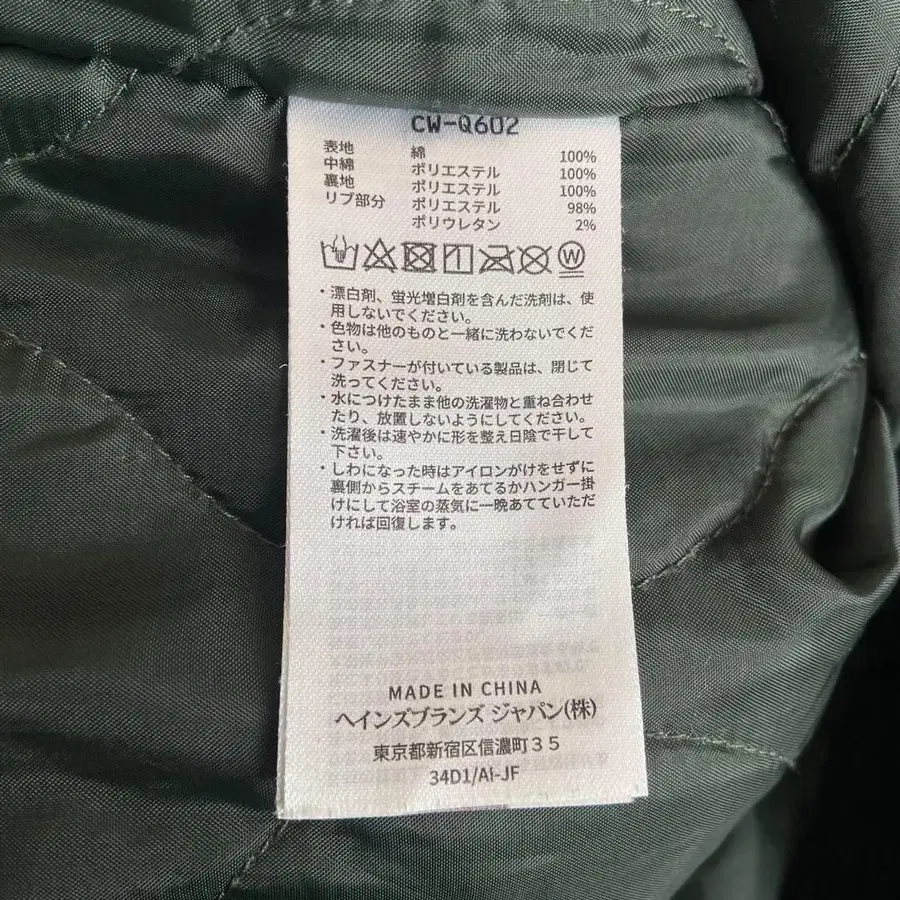 CW-Q602
表地 綿 100%
中綿 ポリエステル 100%
裏地 ポリエステル 100%
リブ部分 ポリエステル 98%
ポリウレタン 2%
W
・漂白剤、蛍光増白剤を含んだ洗剤は、使
用しないでください。
・色物は他のものと一緒に洗わないでくだ
さい。
・ファスナーが付いている製品は、閉じて
洗ってください。
・水につけたまま他の洗濯物と重ね合わせ
たり、放置しないようにしてください。
・洗濯後は速やかに形を整え日陰で干して
下さい。
・しわになった時はアイロンがけをせずに
裏側からスチームをあてるかハンガー掛
けにして浴室の蒸気に一晩あてていただ
ければ回復します。
MADE IN CHINA
ヘインズブランズ ジャパン(株)
東京都新宿区信濃町35
34D1/AI-JF